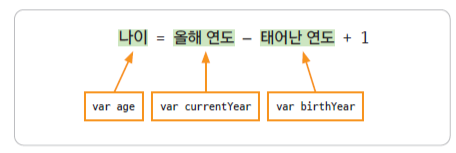 나이 = 올해 연도 − 태어난 연도 + 1
var age var currentYear var birthYear